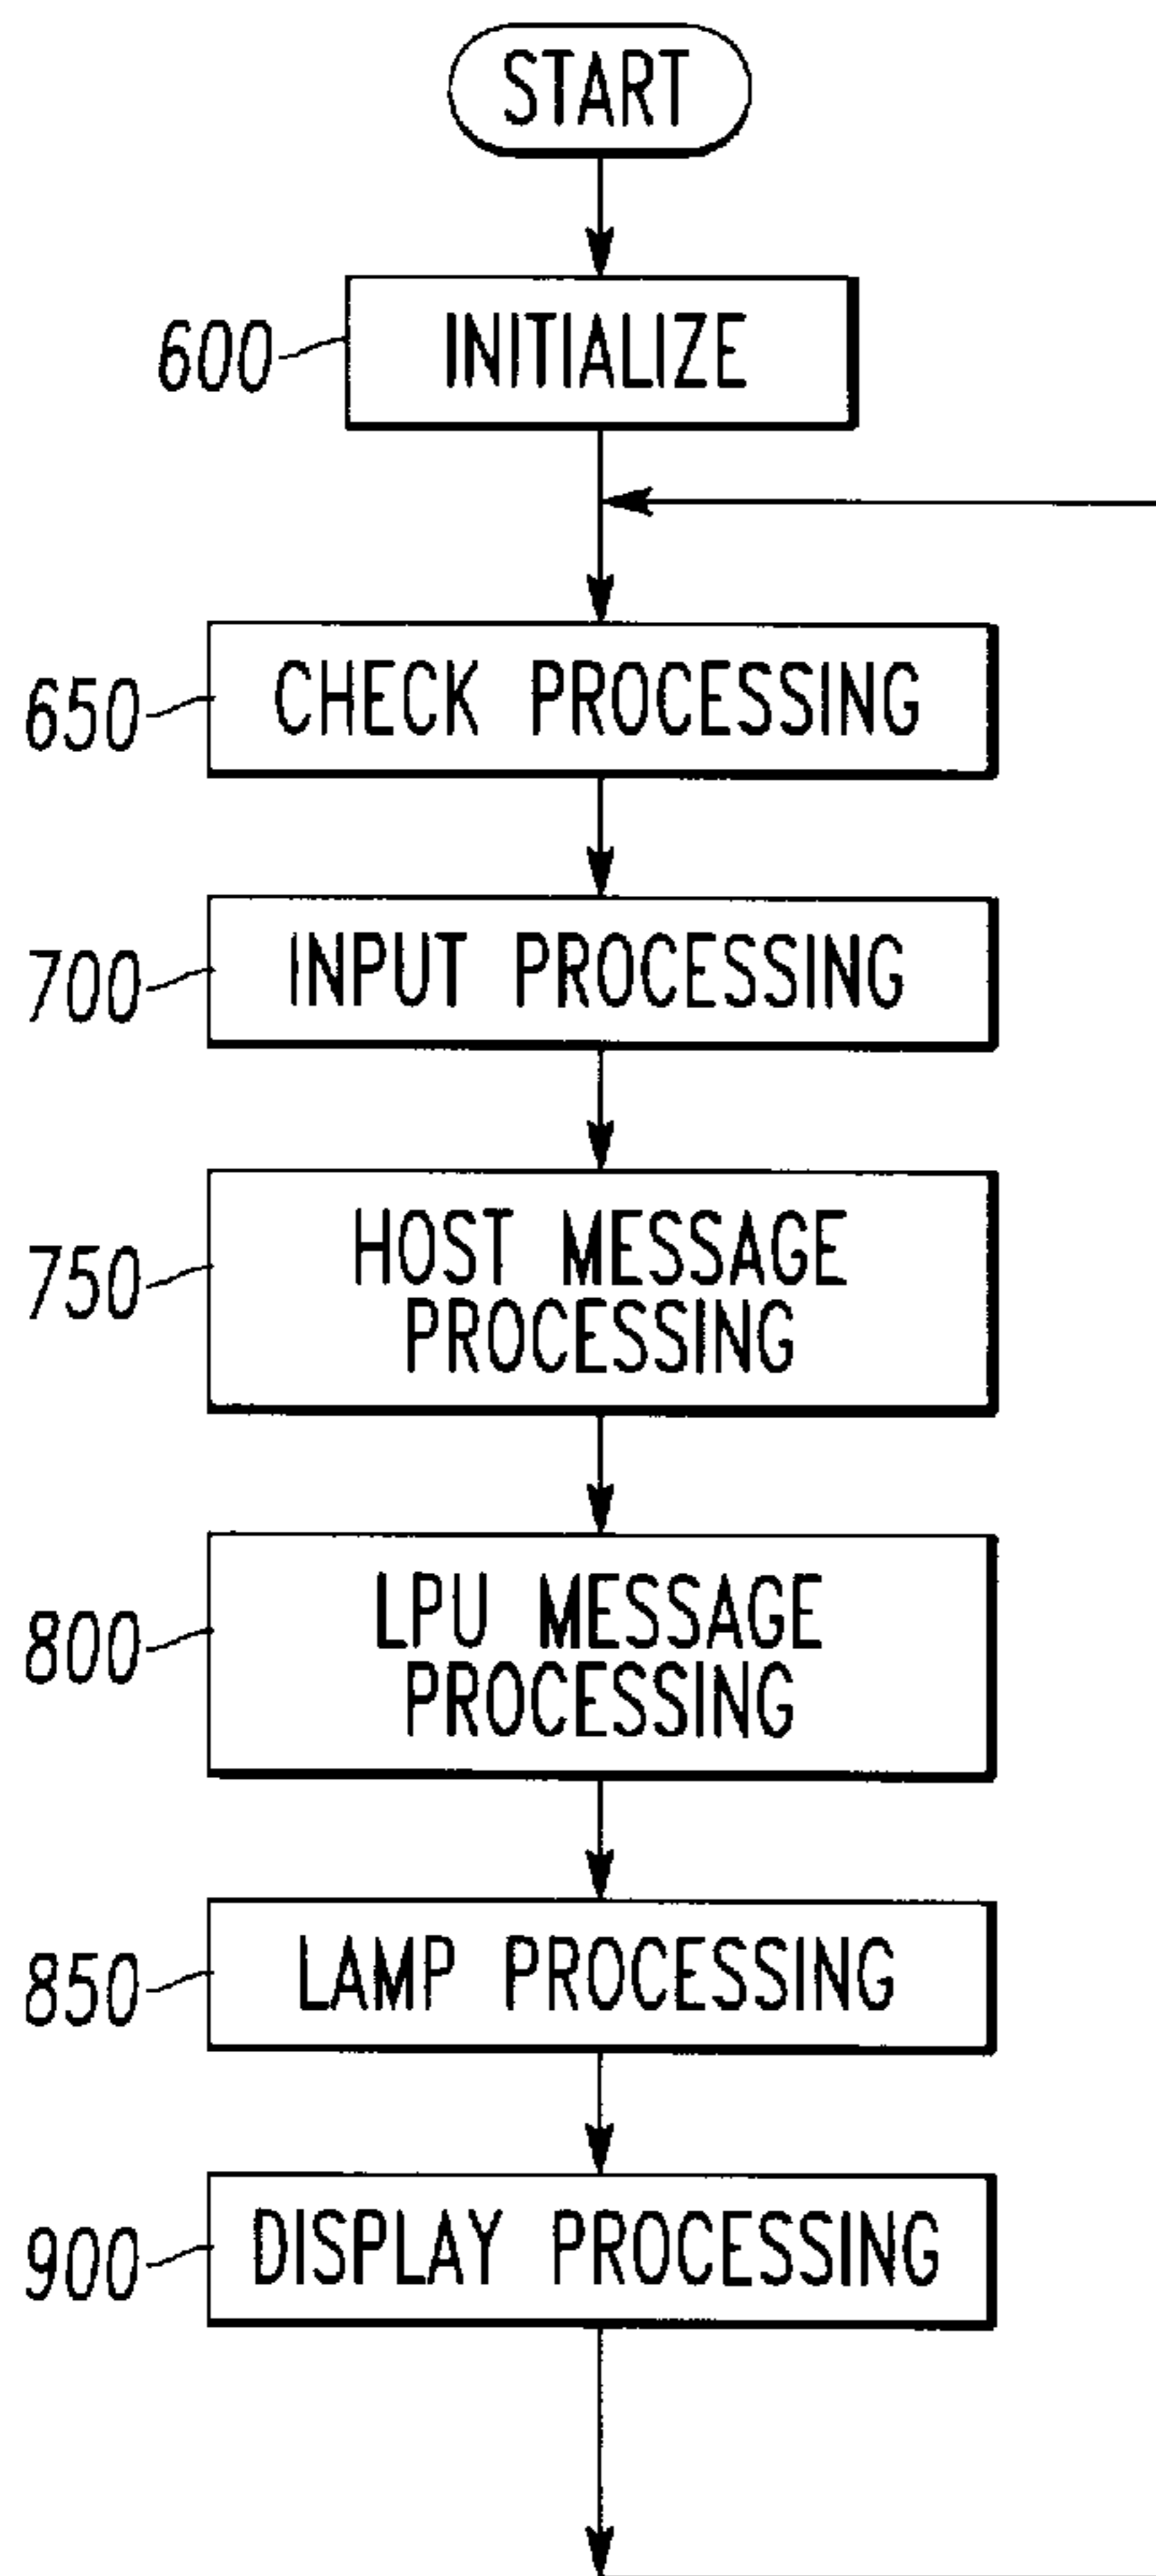 START
600
INITIALIZE
650
CHECK PROCESSING
700
INPUT PROCESSING
750
HOST MESSAGE
PROCESSING
800
LPU MESSAGE
PROCESSING
850
LAMP PROCESSING
900
DISPLAY PROCESSING